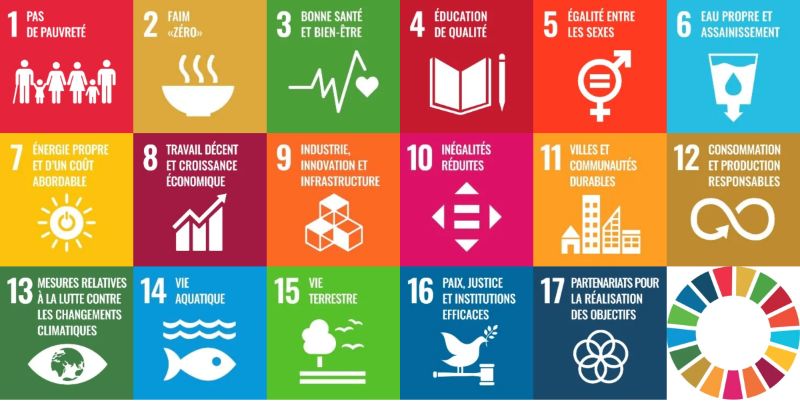 1 PAS
DE PAUVRETÉ
2 FAIM
«ZÉRO»
3 BONNE SANTÉ
ET BIEN-ÊTRE
4 ÉDUCATION
DE QUALITÉ
5 ÉGALITÉ ENTRE
LES SEXES
6 EAU PROPRE ET
ASSAINISSEMENT
7 ÉNERGIE PROPRE
ET D'UN COÛT
ABORDABLE
8 TRAVAIL DÉCENT
ET CROISSANCE
ÉCONOMIQUE
9 INDUSTRIE,
INNOVATION ET
INFRASTRUCTURE
10 INÉGALITÉS
RÉDUITES
11 VILLES ET
COMMUNAUTÉS
DURABLES
12 CONSOMMATION
ET PRODUCTION
RESPONSABLES
13 MESURES RELATIVES
À LA LUTTE CONTRE
LES CHANGEMENTS
CLIMATIQUES
14 VIE
AQUATIQUE
15 VIE
TERRESTRE
16 PAIX, JUSTICE
ET INSTITUTIONS
EFFICACES
17 PARTENARIATS POUR
LA RÉALISATION
DES OBJECTIFS